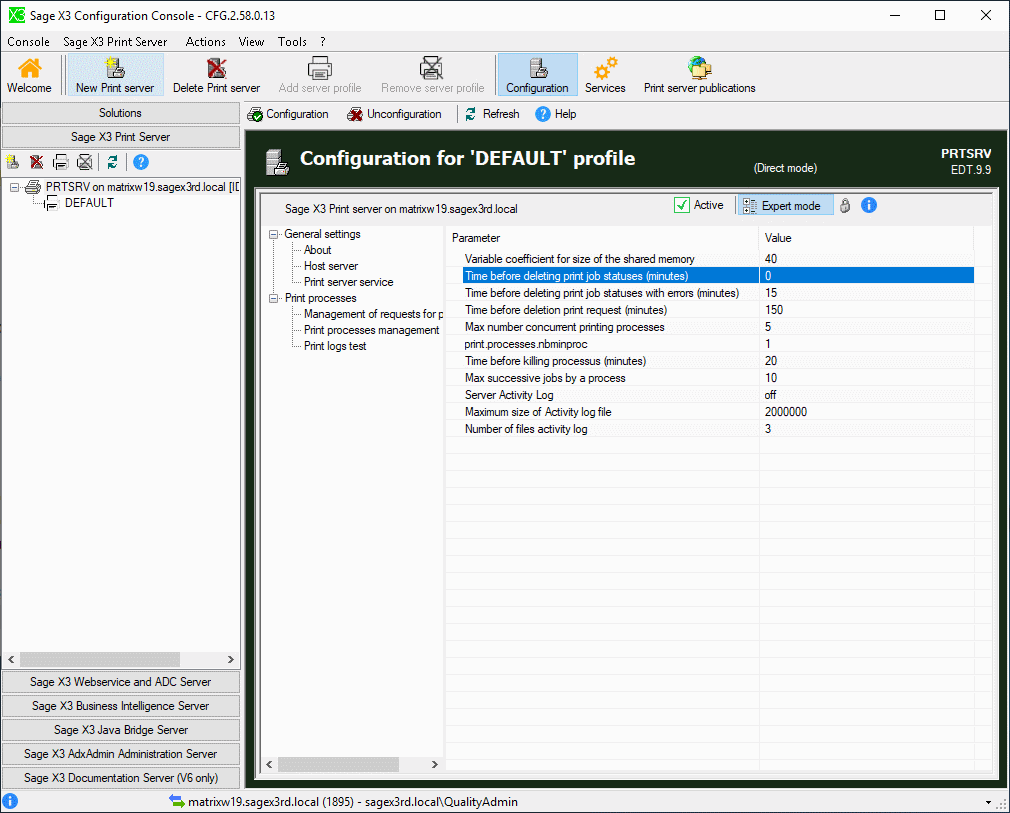 X3 Sage X3 Configuration Console - CFG.2.58.0.13
Console Sage X3 Print Server Actions View Tools ?
Welcome New Print server Delete Print server Add server profile Remove server profile Configuration Services Print server publications
Solutions
Configuration Unconfiguration Refresh Help
Sage X3 Print Server
PRTSRV on matrixw19.sagex3rd.local [ID
DEFAULT
Configuration for 'DEFAULT' profile
(Direct mode)
PRTSRV
EDT.9.9
Sage X3 Print server on matrixw19.sagex3rd.local
Active Expert mode
General settings
About
Host server
Print server service
Print processes
Management of requests for p
Print processes management
Print logs test
Parameter Value
Variable coefficient for size of the shared memory 40
Time before deleting print job statuses (minutes) 0
Time before deleting print job statuses with errors (minutes) 15
Time before deletion print request (minutes) 150
Max number concurrent printing processes 5
print.processes.nbminproc 1
Time before killing processus (minutes) 20
Max successive jobs by a process 10
Server Activity Log off
Maximum size of Activity log file 2000000
Number of files activity log 3
Sage X3 Webservice and ADC Server
Sage X3 Business Intelligence Server
Sage X3 Java Bridge Server
Sage X3 AdxAdmin Administration Server
Sage X3 Documentation Server (V6 only)
matrixw19.sagex3rd.local (1895) - sagex3rd.local\QualityAdmin